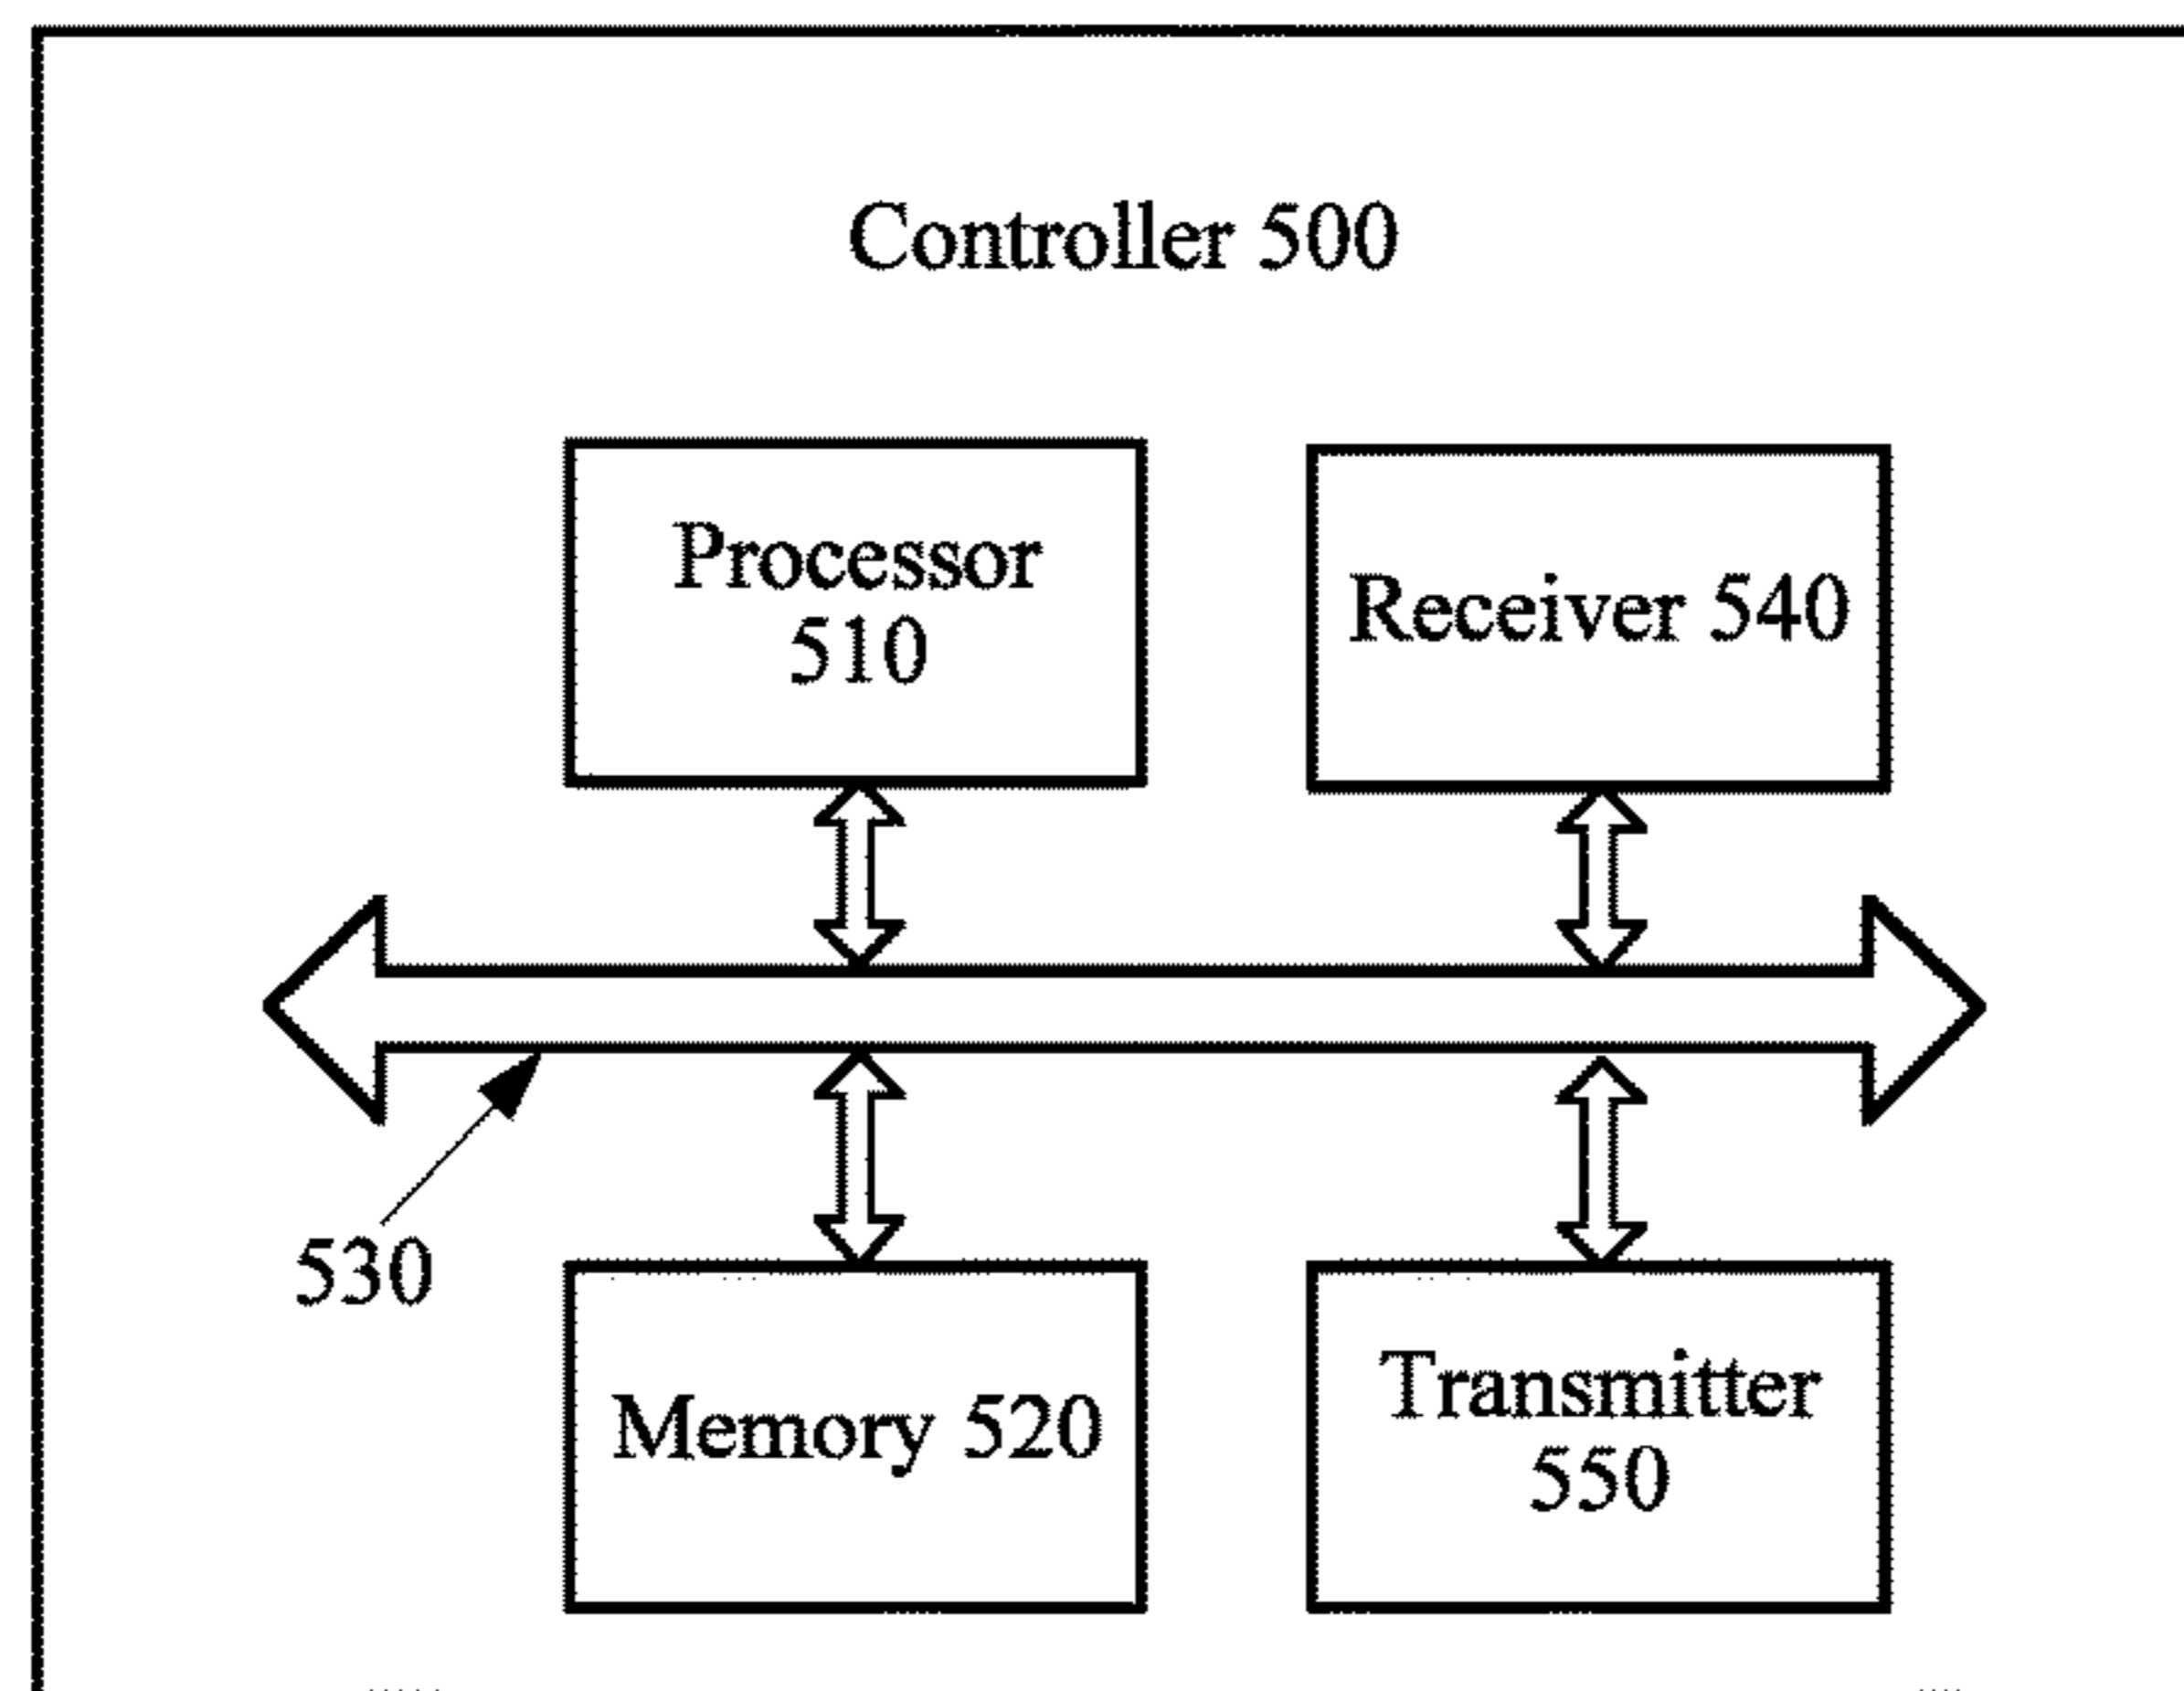 Controller 500
Processor
510
Receiver 540
530
Memory 520
Transmitter
550